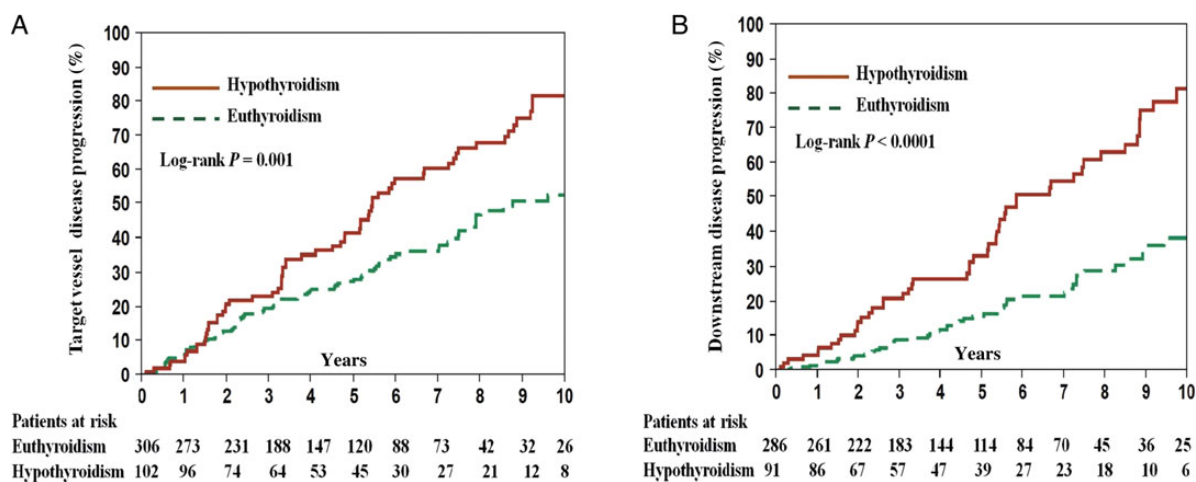 A
Target vessel disease progression (%)
100
90
80
70
60
50
40
30
20
10
0
Hypothyroidism
Euthyroidism
Log-rank P = 0.001
Years
0 1 2 3 4 5 6 7 8 9 10
Patients at risk
Euthyroidism 306 273 231 188 147 120 88 73 42 32 26
Hypothyroidism 102 96 74 64 53 45 30 27 21 12 8
B
Downstream disease progression (%)
100
90
80
70
60
50
40
30
20
10
0
Hypothyroidism
Euthyroidism
Log-rank P < 0.0001
Years
0 1 2 3 4 5 6 7 8 9 10
Patients at risk
Euthyroidism 286 261 222 183 144 114 84 70 45 36 25
Hypothyroidism 91 86 67 57 47 39 27 23 18 10 6